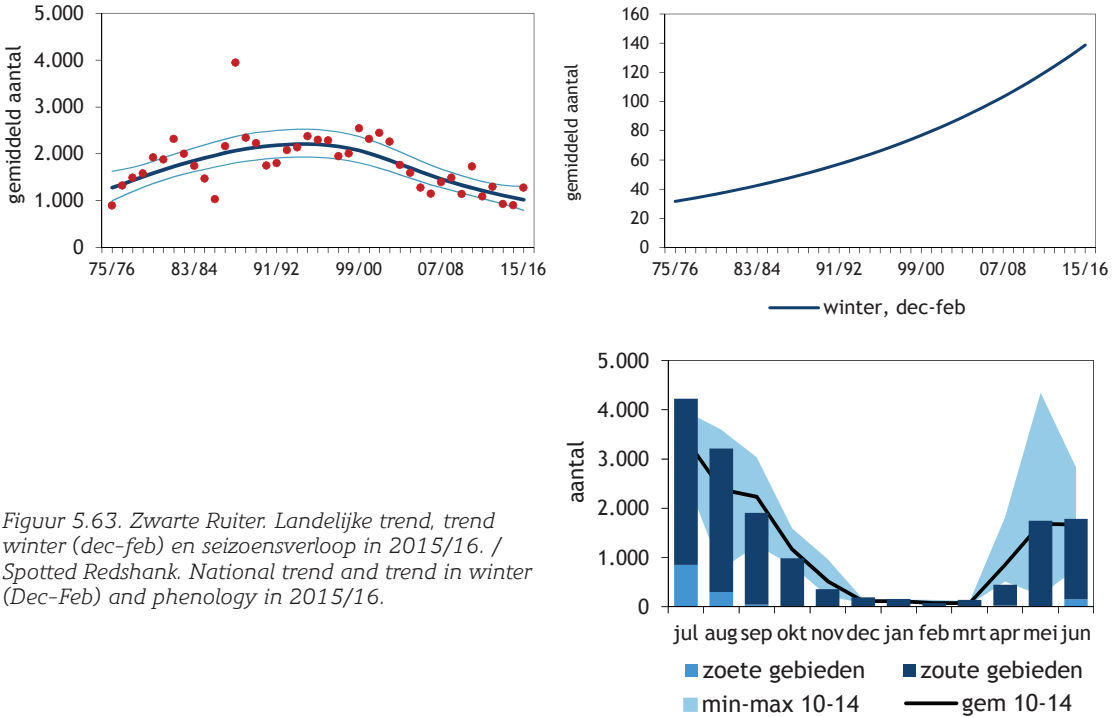 5.000
4.000
3.000
2.000
1.000
0
gemiddeld aantal
75/76 83/84 91/92 99/00 07/08 15/16
160
140
120
100
80
60
40
20
0
gemiddeld aantal
75/76 83/84 91/92 99/00 07/08 15/16
winter, dec-feb
5.000
4.000
3.000
2.000
1.000
0
aantal
jul aug sep okt nov dec jan feb mrt apr mei jun
zoete gebieden zoute gebieden
min-max 10-14 gem 10-14
Figuur 5.63. Zwarte Ruiter. Landelijke trend, trend
winter (dec-feb) en seizoensverloop in 2015/16. /
Spotted Redshank. National trend and trend in winter
(Dec-Feb) and phenology in 2015/16.